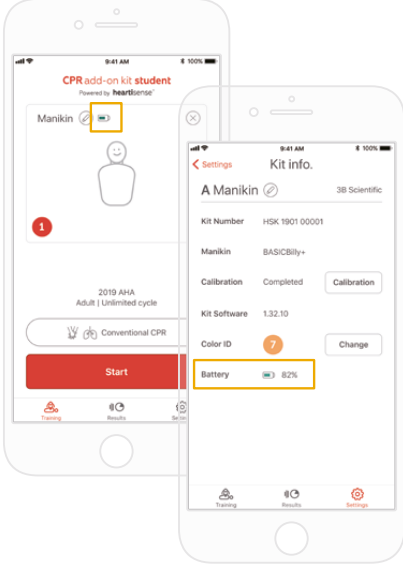 9:41 AM
100%
CPR add-on kit student
Powered by heartisense
Manikin
1
2019 AHA
Adult | Unlimited cycle
Conventional CPR
Start
Training
Results
9:41 AM
100%
Settings
Kit info.
A Manikin
3B Scientific
Kit Number
HSK 1901 00001
Manikin
BASICBilly+
Calibration
Completed
Calibration
Kit Software
1.32.10
Color ID
7
Change
Battery
82%
Training
Results
Settings